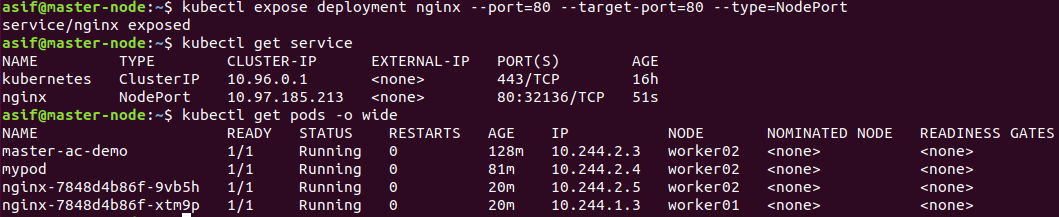 asif@master-node:~$ kubectl expose deployment nginx --port=80 --target-port=80 --type=NodePort
service/nginx exposed
asif@master-node:~$ kubectl get service
NAME TYPE CLUSTER-IP EXTERNAL-IP PORT(S) AGE
kubernetes ClusterIP 10.96.0.1 <none> 443/TCP 16h
nginx NodePort 10.97.185.213 <none> 80:32136/TCP 51s
asif@master-node:~$ kubectl get pods -o wide
NAME READY STATUS RESTARTS AGE IP NODE NOMINATED NODE READINESS GATES
master-ac-demo 1/1 Running 0 128m 10.244.2.3 worker02 <none> <none>
mypod 1/1 Running 0 81m 10.244.2.4 worker02 <none> <none>
nginx-7848d4b86f-9vb5h 1/1 Running 0 20m 10.244.2.5 worker02 <none> <none>
nginx-7848d4b86f-xtm9p 1/1 Running 0 20m 10.244.1.3 worker01 <none> <none>